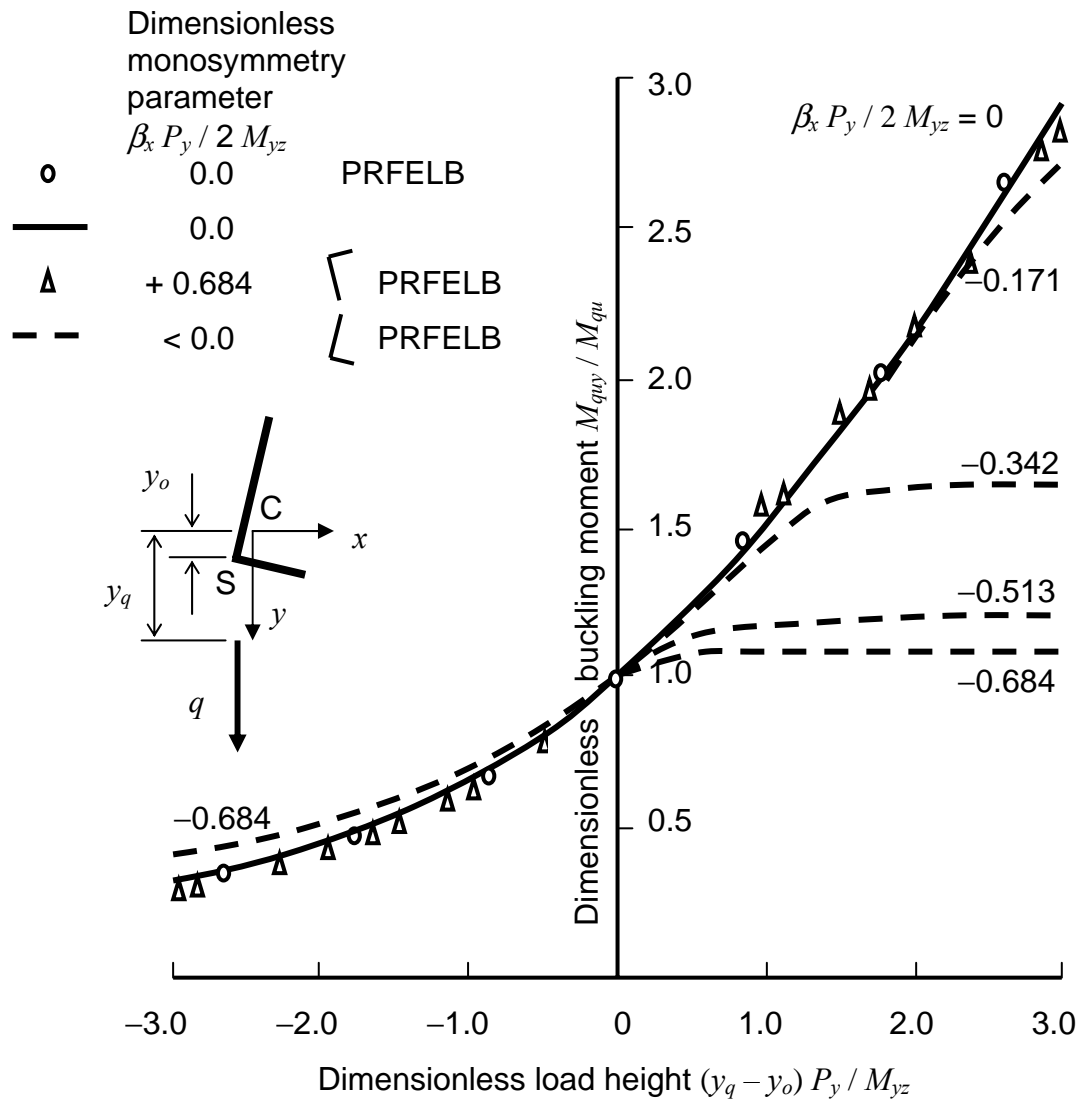 Dimensionless
monosymmetry
parameter
βx Py / 2 Myz
0.0 PRFELB
0.0
+ 0.684 PRFELB
< 0.0 PRFELB
3.0
βx Py / 2 Myz = 0
2.5
−0.171
2.0
−0.342
1.5
−0.513
1.0
−0.684
0.5
Dimensionless buckling moment Mquy / Mqu
yo
C
x
S
yq
y
q
−0.684
−3.0 −2.0 −1.0 0 1.0 2.0 3.0
Dimensionless load height (yq – yo) Py / Myz